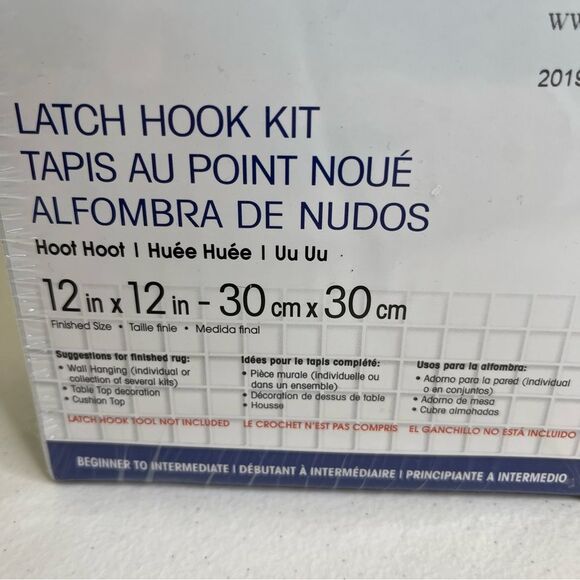 2019
LATCH HOOK KIT
TAPIS AU POINT NOUÉ
ALFOMBRA DE NUDOS
Hoot Hoot | Huée Huée | Uu Uu
12 in x 12 in - 30 cm x 30 cm
Finished Size • Taille finie • Medida final
Suggestions for finished rug:
• Wall Hanging (individual or
collection of several kits)
• Table Top decoration
• Cushion Top
Idées pour le tapis complété:
• Pièce murale (individuelle ou
dans un ensemble)
• Décoration de dessus de table
• Housse
Usos para la alfombra:
• Adorno para la pared (individual
o en conjuntos)
• Adorno de mesa
• Cubre almohadas
LATCH HOOK TOOL NOT INCLUDED LE CROCHET N'EST PAS COMPRIS EL GANCHILLO NO ESTÁ INCLUIDO
BEGINNER TO INTERMEDIATE | DÉBUTANT À INTERMÉDIAIRE | PRINCIPIANTE A INTERMEDIO